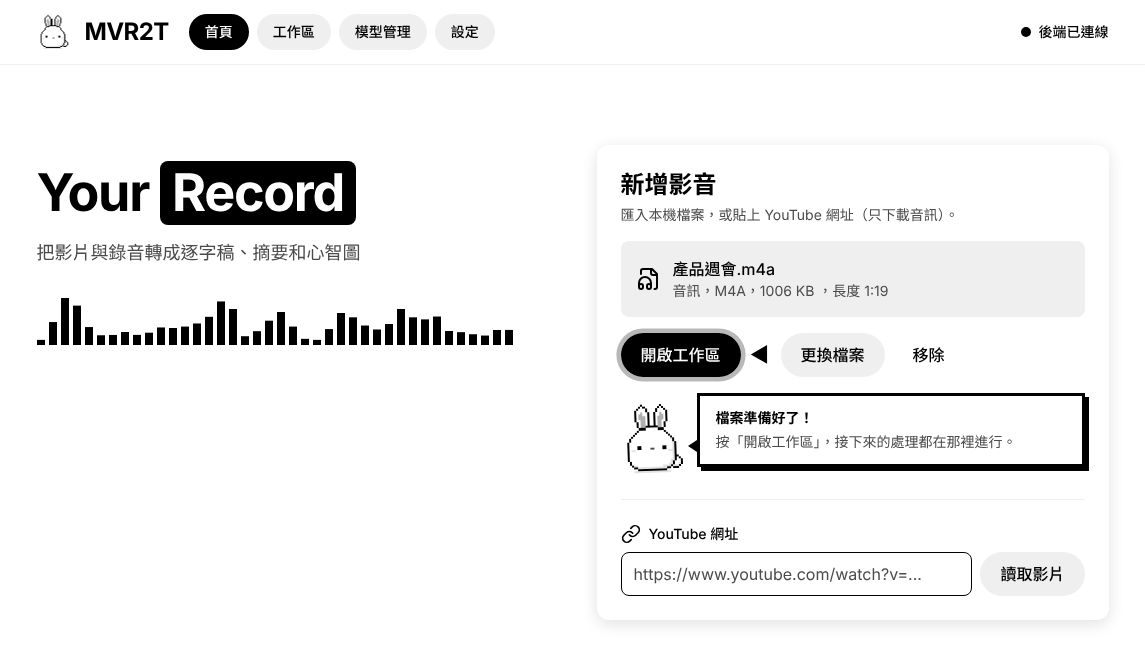 MVR2T
首頁
工作區
模型管理
設定
後端已連線
Your Record
把影片與錄音轉成逐字稿、摘要和心智圖
新增影音
匯入本機檔案，或貼上 YouTube 網址（只下載音訊）。
產品週會.m4a
音訊，M4A，1006 KB ，長度 1:19
開啟工作區
更換檔案
移除
檔案準備好了！
按「開啟工作區」，接下來的處理都在那裡進行。
YouTube 網址
https://www.youtube.com/watch?v=...
讀取影片